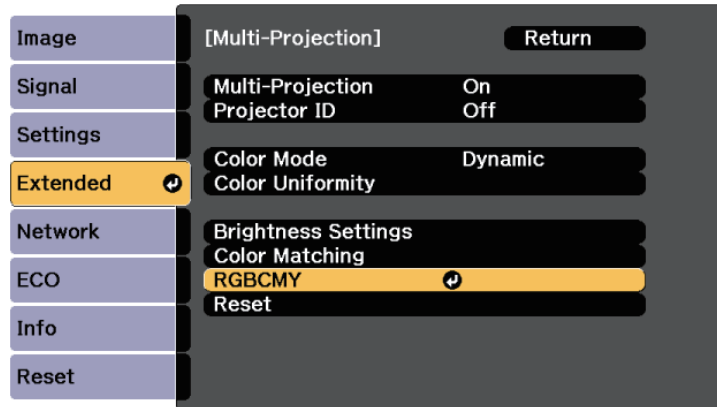 Image
Signal
Settings
Extended
Network
ECO
Info
Reset
[Multi-Projection] Return
Multi-Projection On
Projector ID Off
Color Mode Dynamic
Color Uniformity
Brightness Settings
Color Matching
RGBCMY
Reset